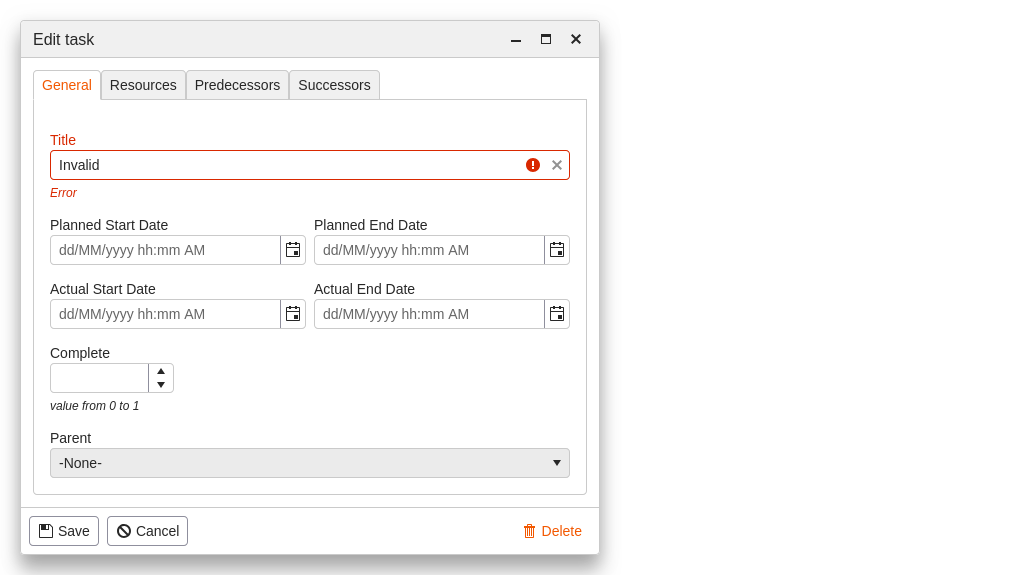 Edit task
General Resources Predecessors Successors
Title
Invalid
Error
Planned Start Date Planned End Date
dd/MM/yyyy hh:mm AM dd/MM/yyyy hh:mm AM
Actual Start Date Actual End Date
dd/MM/yyyy hh:mm AM dd/MM/yyyy hh:mm AM
Complete
value from 0 to 1
Parent
-None-
Save Cancel Delete